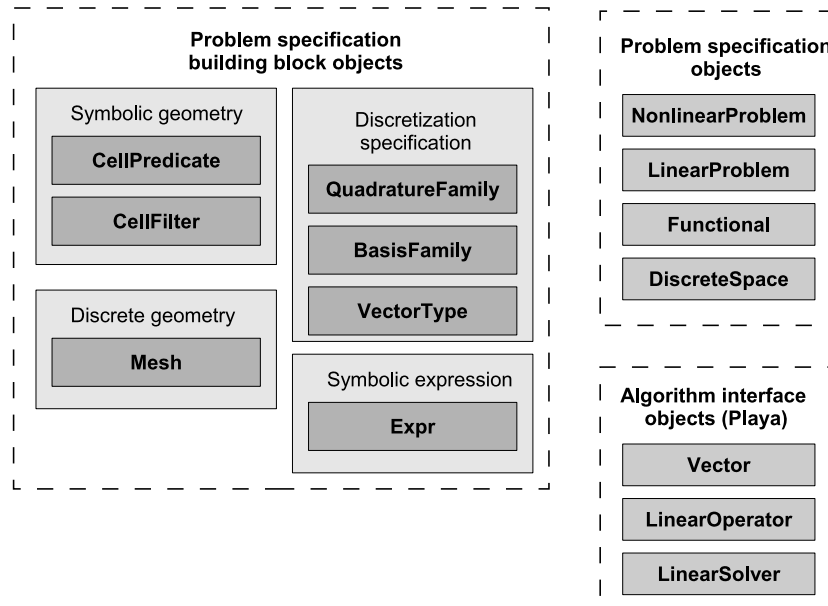 Problem specification
building block objects
Symbolic geometry
CellPredicate
CellFilter
Discrete geometry
Mesh
Discretization
specification
QuadratureFamily
BasisFamily
VectorType
Symbolic expression
Expr
Problem specification
objects
NonlinearProblem
LinearProblem
Functional
DiscreteSpace
Algorithm interface
objects (Playa)
Vector
LinearOperator
LinearSolver